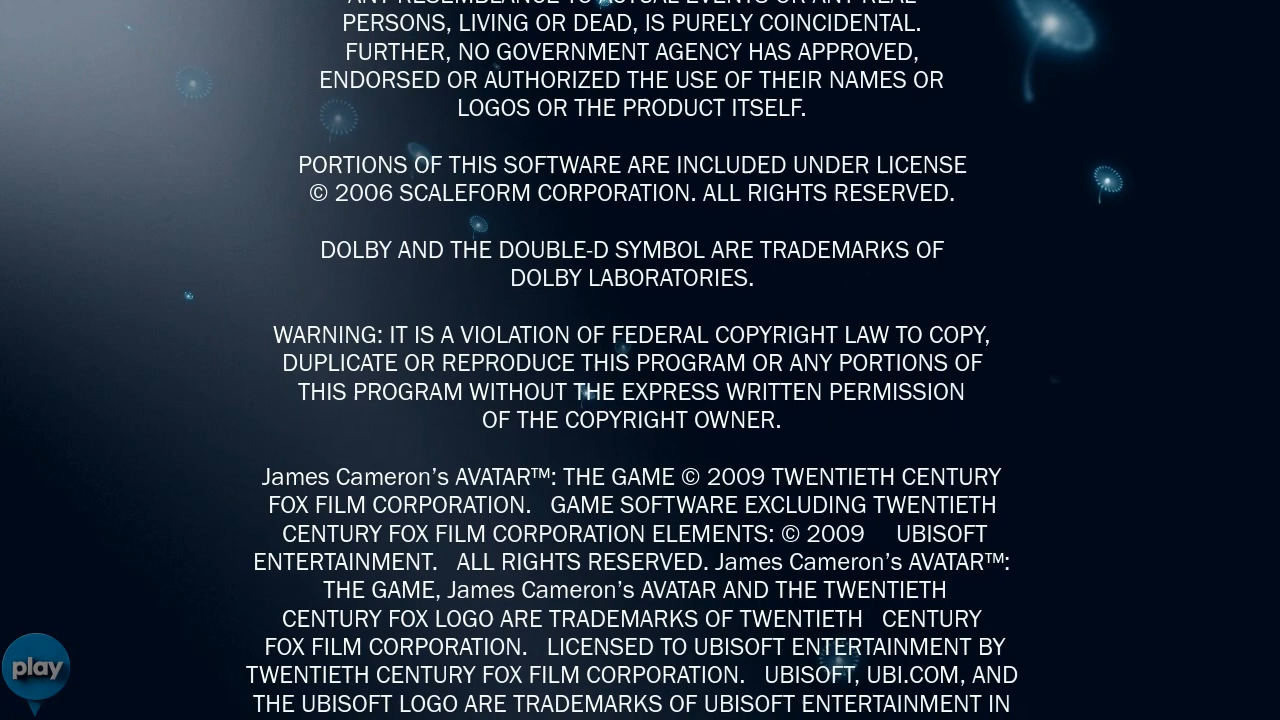 ANY RESEMBLANCE TO ACTUAL EVENTS OR ANY REAL
PERSONS, LIVING OR DEAD, IS PURELY COINCIDENTAL.
FURTHER, NO GOVERNMENT AGENCY HAS APPROVED,
ENDORSED OR AUTHORIZED THE USE OF THEIR NAMES OR
LOGOS OR THE PRODUCT ITSELF.
PORTIONS OF THIS SOFTWARE ARE INCLUDED UNDER LICENSE
© 2006 SCALEFORM CORPORATION. ALL RIGHTS RESERVED.
DOLBY AND THE DOUBLE-D SYMBOL ARE TRADEMARKS OF
DOLBY LABORATORIES.
WARNING: IT IS A VIOLATION OF FEDERAL COPYRIGHT LAW TO COPY,
DUPLICATE OR REPRODUCE THIS PROGRAM OR ANY PORTIONS OF
THIS PROGRAM WITHOUT THE EXPRESS WRITTEN PERMISSION
OF THE COPYRIGHT OWNER.
James Cameron’s AVATAR™: THE GAME © 2009 TWENTIETH CENTURY
FOX FILM CORPORATION.   GAME SOFTWARE EXCLUDING TWENTIETH
CENTURY FOX FILM CORPORATION ELEMENTS: © 2009     UBISOFT
ENTERTAINMENT.   ALL RIGHTS RESERVED. James Cameron’s AVATAR™:
THE GAME, James Cameron’s AVATAR AND THE TWENTIETH
CENTURY FOX LOGO ARE TRADEMARKS OF TWENTIETH   CENTURY
FOX FILM CORPORATION.   LICENSED TO UBISOFT ENTERTAINMENT BY
TWENTIETH CENTURY FOX FILM CORPORATION.   UBISOFT, UBI.COM, AND
THE UBISOFT LOGO ARE TRADEMARKS OF UBISOFT ENTERTAINMENT IN
play